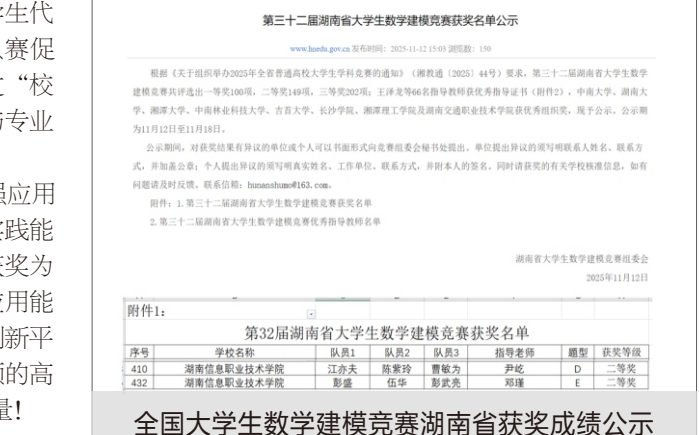 学生代
赛促
“校
与专业
强应用
实践能
获奖为
应用能
创新平
领的高
量!
第三十二届湖南省大学生数学建模竞赛获奖名单公示
www.hnedu.gov.cn 发布时间：2025-11-12 15:03 浏览数：150
根据《关于组织举办2025年全省普通高校大学生学科竞赛的通知》（湘教通〔2025〕44号）要求，第三十二届湖南省大学生数学
建模竞赛共评选出一等奖100项，二等奖149项，三等奖202项；王泽龙等66名指导教师获优秀指导证书（附件2），中南大学、湖南大
学、湘潭大学、中南林业科技大学、吉首大学、长沙学院、湘潭理工学院及湖南交通职业技术学院获优秀组织奖，现予公示，公示期
为11月12日至11月18日。
公示期间，对获奖结果有异议的单位或个人可以书面形式向竞赛组委会秘书处提出。单位提出异议的须写明联系人姓名、联系方
式，并加盖公章；个人提出异议的须写明真实姓名、工作单位、联系方式，并附本人的签名。同时请获奖的有关学校核准信息，如有
问题请及时反馈。联系信箱：hunanshumo@163.com。
附件：1.第三十二届湖南省大学生数学建模竞赛获奖名单
2.第三十二届湖南省大学生数学建模竞赛优秀指导教师名单
湖南省大学生数学建模竞赛组委会
2025年11月12日
附件1：
第32届湖南省大学生数学建模竞赛获奖名单
序号 学校名称 队员1 队员2 队员3 指导老师 题型 获奖等级
410 湖南信息职业技术学院 江亦夫 陈紫玲 曹敏为 尹屹 D 二等奖
432 湖南信息职业技术学院 彭盛 伍华 彭武亮 邓瑾 E 二等奖
全国大学生数学建模竞赛湖南省获奖成绩公示